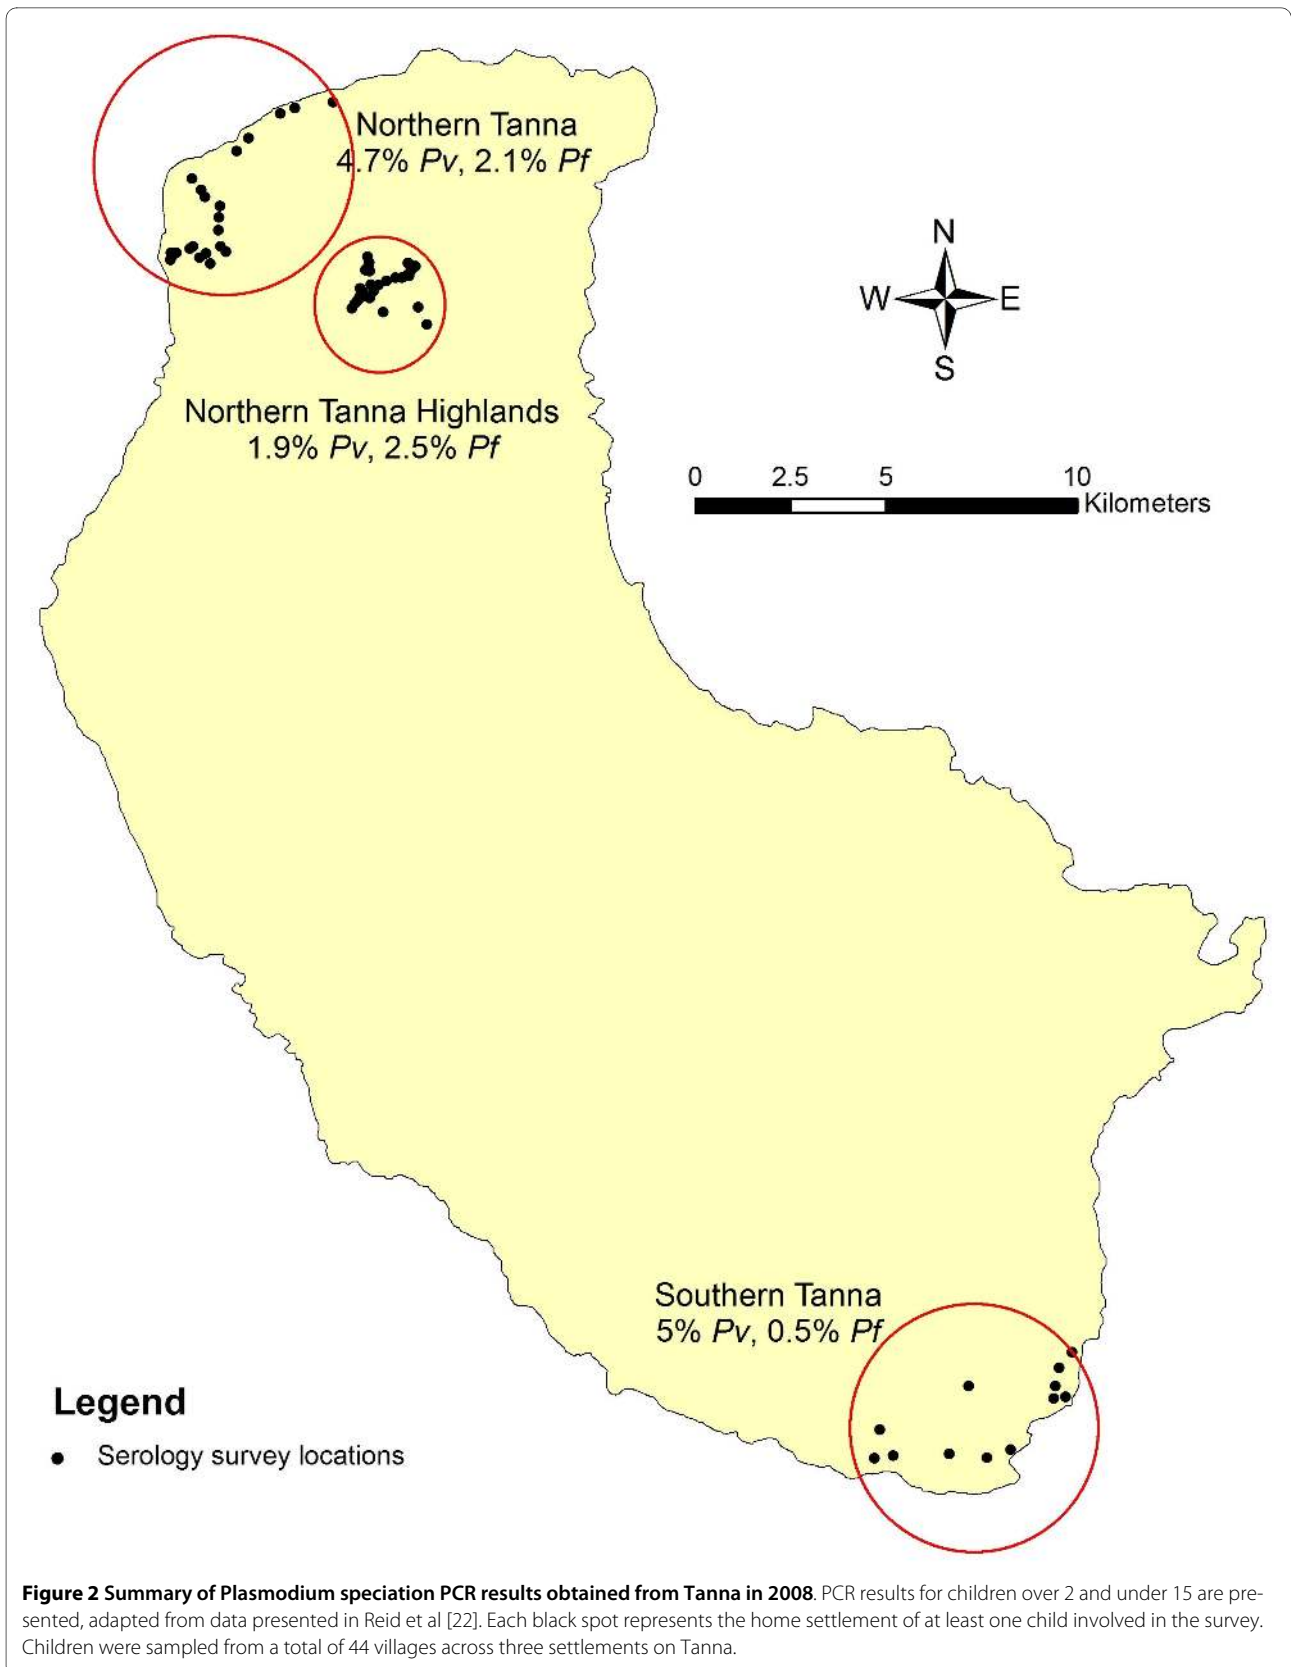 Northern Tanna
4.7% Pv, 2.1% Pf
N
W E
S
Northern Tanna Highlands
1.9% Pv, 2.5% Pf
0 2.5 5 10
Kilometers
Southern Tanna
5% Pv, 0.5% Pf
Legend
Serology survey locations
Figure 2 Summary of Plasmodium speciation PCR results obtained from Tanna in 2008. PCR results for children over 2 and under 15 are pre-
sented, adapted from data presented in Reid et al [22]. Each black spot represents the home settlement of at least one child involved in the survey.
Children were sampled from a total of 44 villages across three settlements on Tanna.